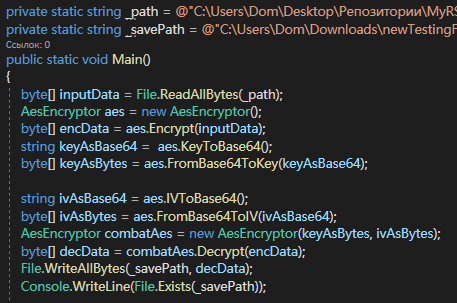 private static string _path = @"C:\Users\Dom\Desktop\Репозитории\MyRS
private static string _savePath = @"C:\Users\Dom\Downloads\newTestingF
Ссылок: 0
public static void Main()
{
byte[] inputData = File.ReadAllBytes(_path);
AesEncryptor aes = new AesEncryptor();
byte[] encData = aes.Encrypt(inputData);
string keyAsBase64 = aes.KeyToBase64();
byte[] keyAsBytes = aes.FromBase64ToKey(keyAsBase64);
string ivAsBase64 = aes.IVToBase64();
byte[] ivAsBytes = aes.FromBase64ToIV(ivAsBase64);
AesEncryptor combatAes = new AesEncryptor(keyAsBytes, ivAsBytes);
byte[] decData = combatAes.Decrypt(encData);
File.WriteAllBytes(_savePath, decData);
Console.WriteLine(File.Exists(_savePath));